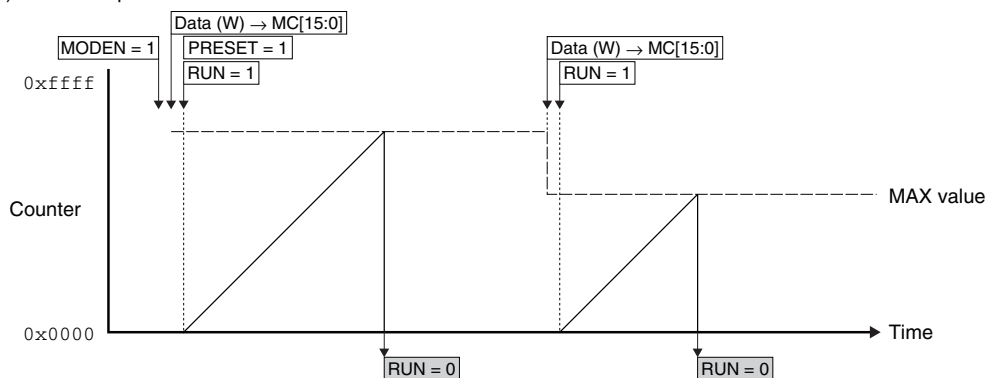 Data (W) → MC[15:0]
MODEN = 1
PRESET = 1
RUN = 1
Data (W) → MC[15:0]
RUN = 1
0xffff
Counter
MAX value
0x0000
Time
RUN = 0
RUN = 0